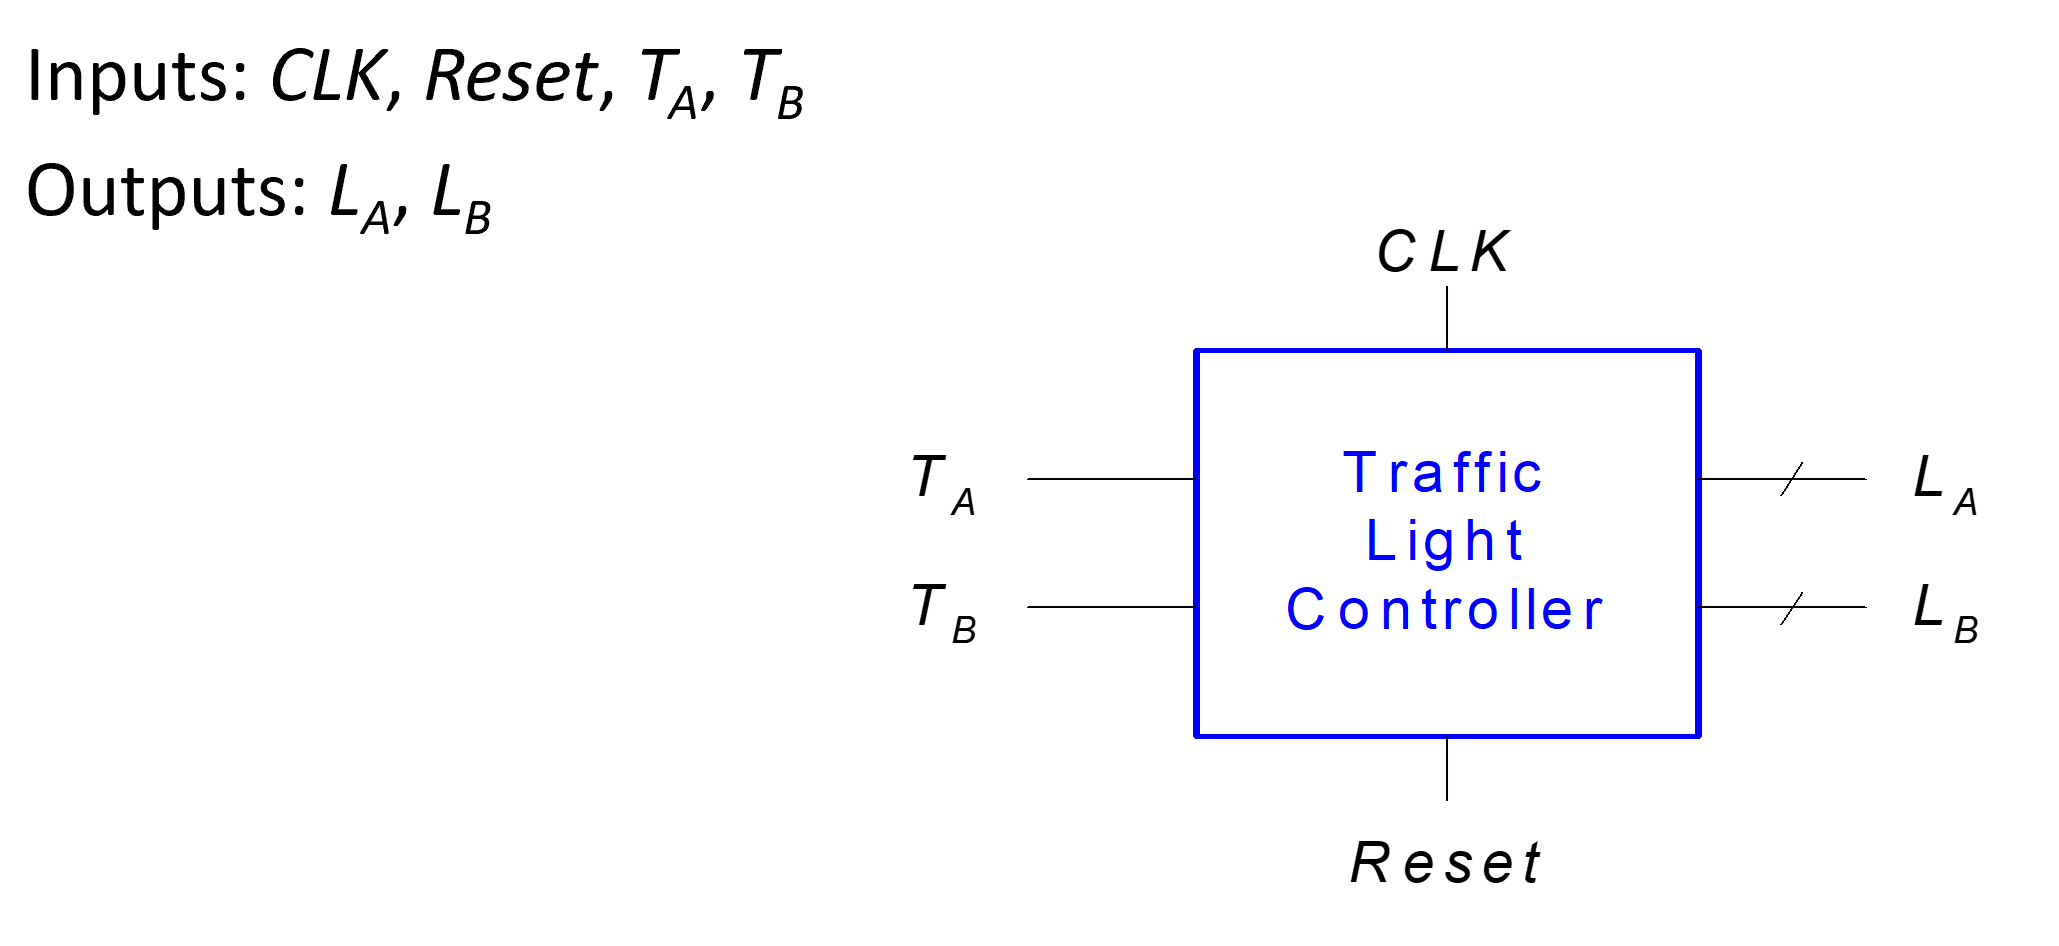 Inputs: CLK, Reset, T_A, T_B
Outputs: L_A, L_B
CLK
T_A
Traffic
Light
Controller
L_A
T_B
L_B
Reset